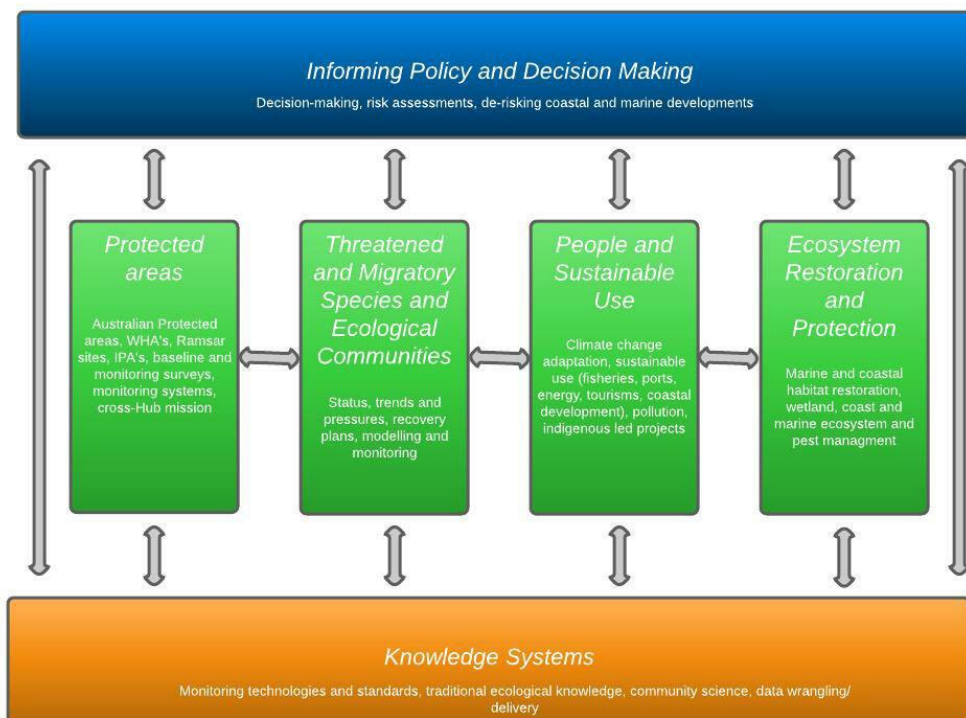 Informing Policy and Decision Making
Decision-making, risk assessments, de-risking coastal and marine developments
Protected
areas
Australian Protected
areas, WHA's, Ramsar
sites, IPA's, baseline and
monitoring surveys,
monitoring systems,
cross-Hub mission
Threatened
and Migratory
Species and
Ecological
Communities
Status, trends and
pressures, recovery
plans, modelling and
monitoring
People and
Sustainable
Use
Climate change
adaptation, sustainable
use (fisheries, ports,
energy, tourisms, coastal
development), pollution,
indigenous led projects
Ecosystem
Restoration
and
Protection
Marine and coastal
habitat restoration,
wetland, coast and
marine ecosystem and
pest managment
Knowledge Systems
Monitoring technologies and standards, traditional ecological knowledge, community science, data wrangling/
delivery